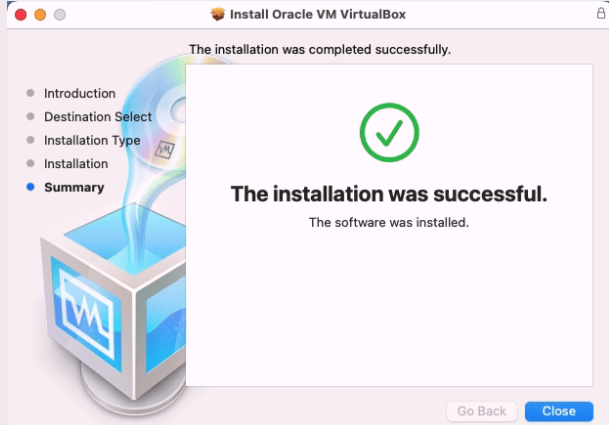 Install Oracle VM VirtualBox
The installation was completed successfully.
Introduction
Destination Select
Installation Type
Installation
Summary
The installation was successful.
The software was installed.
Go Back
Close